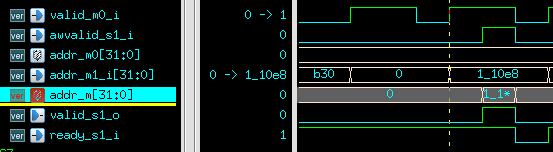 ver valid_m0_i 0 -> 1
ver awvalid_s1_i 0
ver addr_m0[31:0] 0
ver addr_m1_i[31:0] 0 -> 1_10e8 b30 0 1_10e8
ver addr_m[31:0] 0 0 1_1*
ver valid_s1_o 0
ver ready_s1_i 1